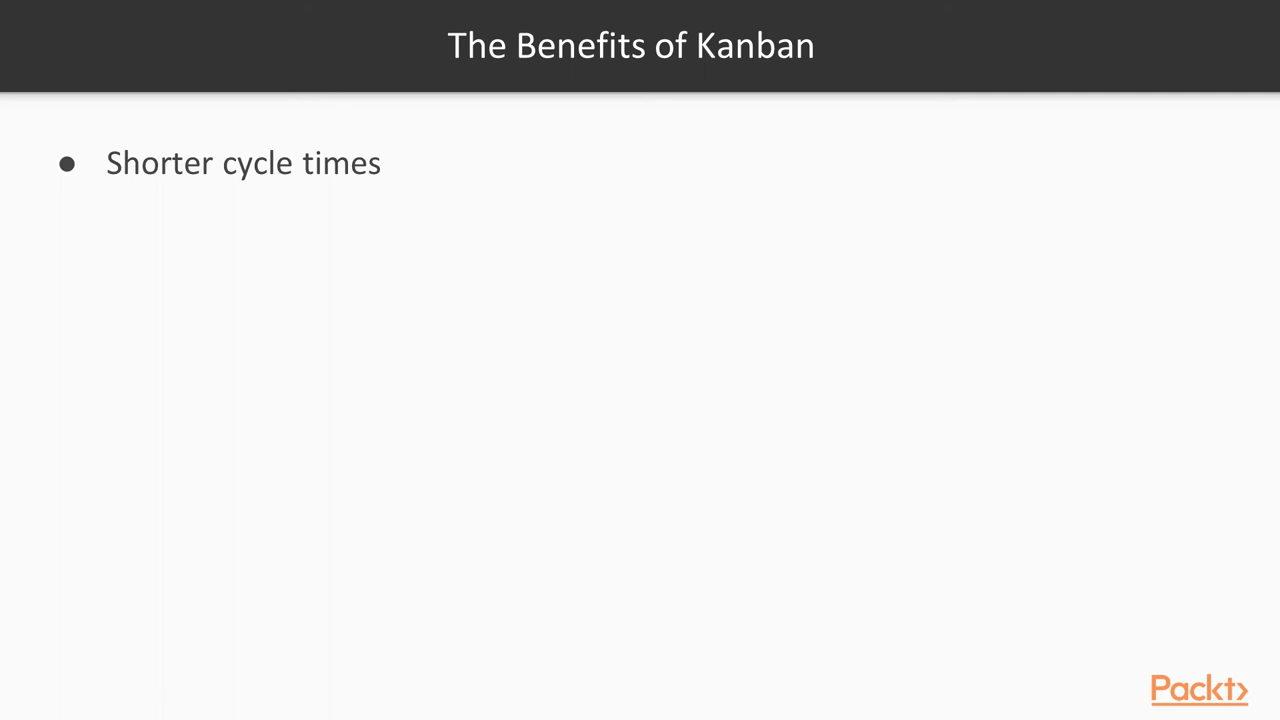 The Benefits of Kanban
● Shorter cycle times
Packt>